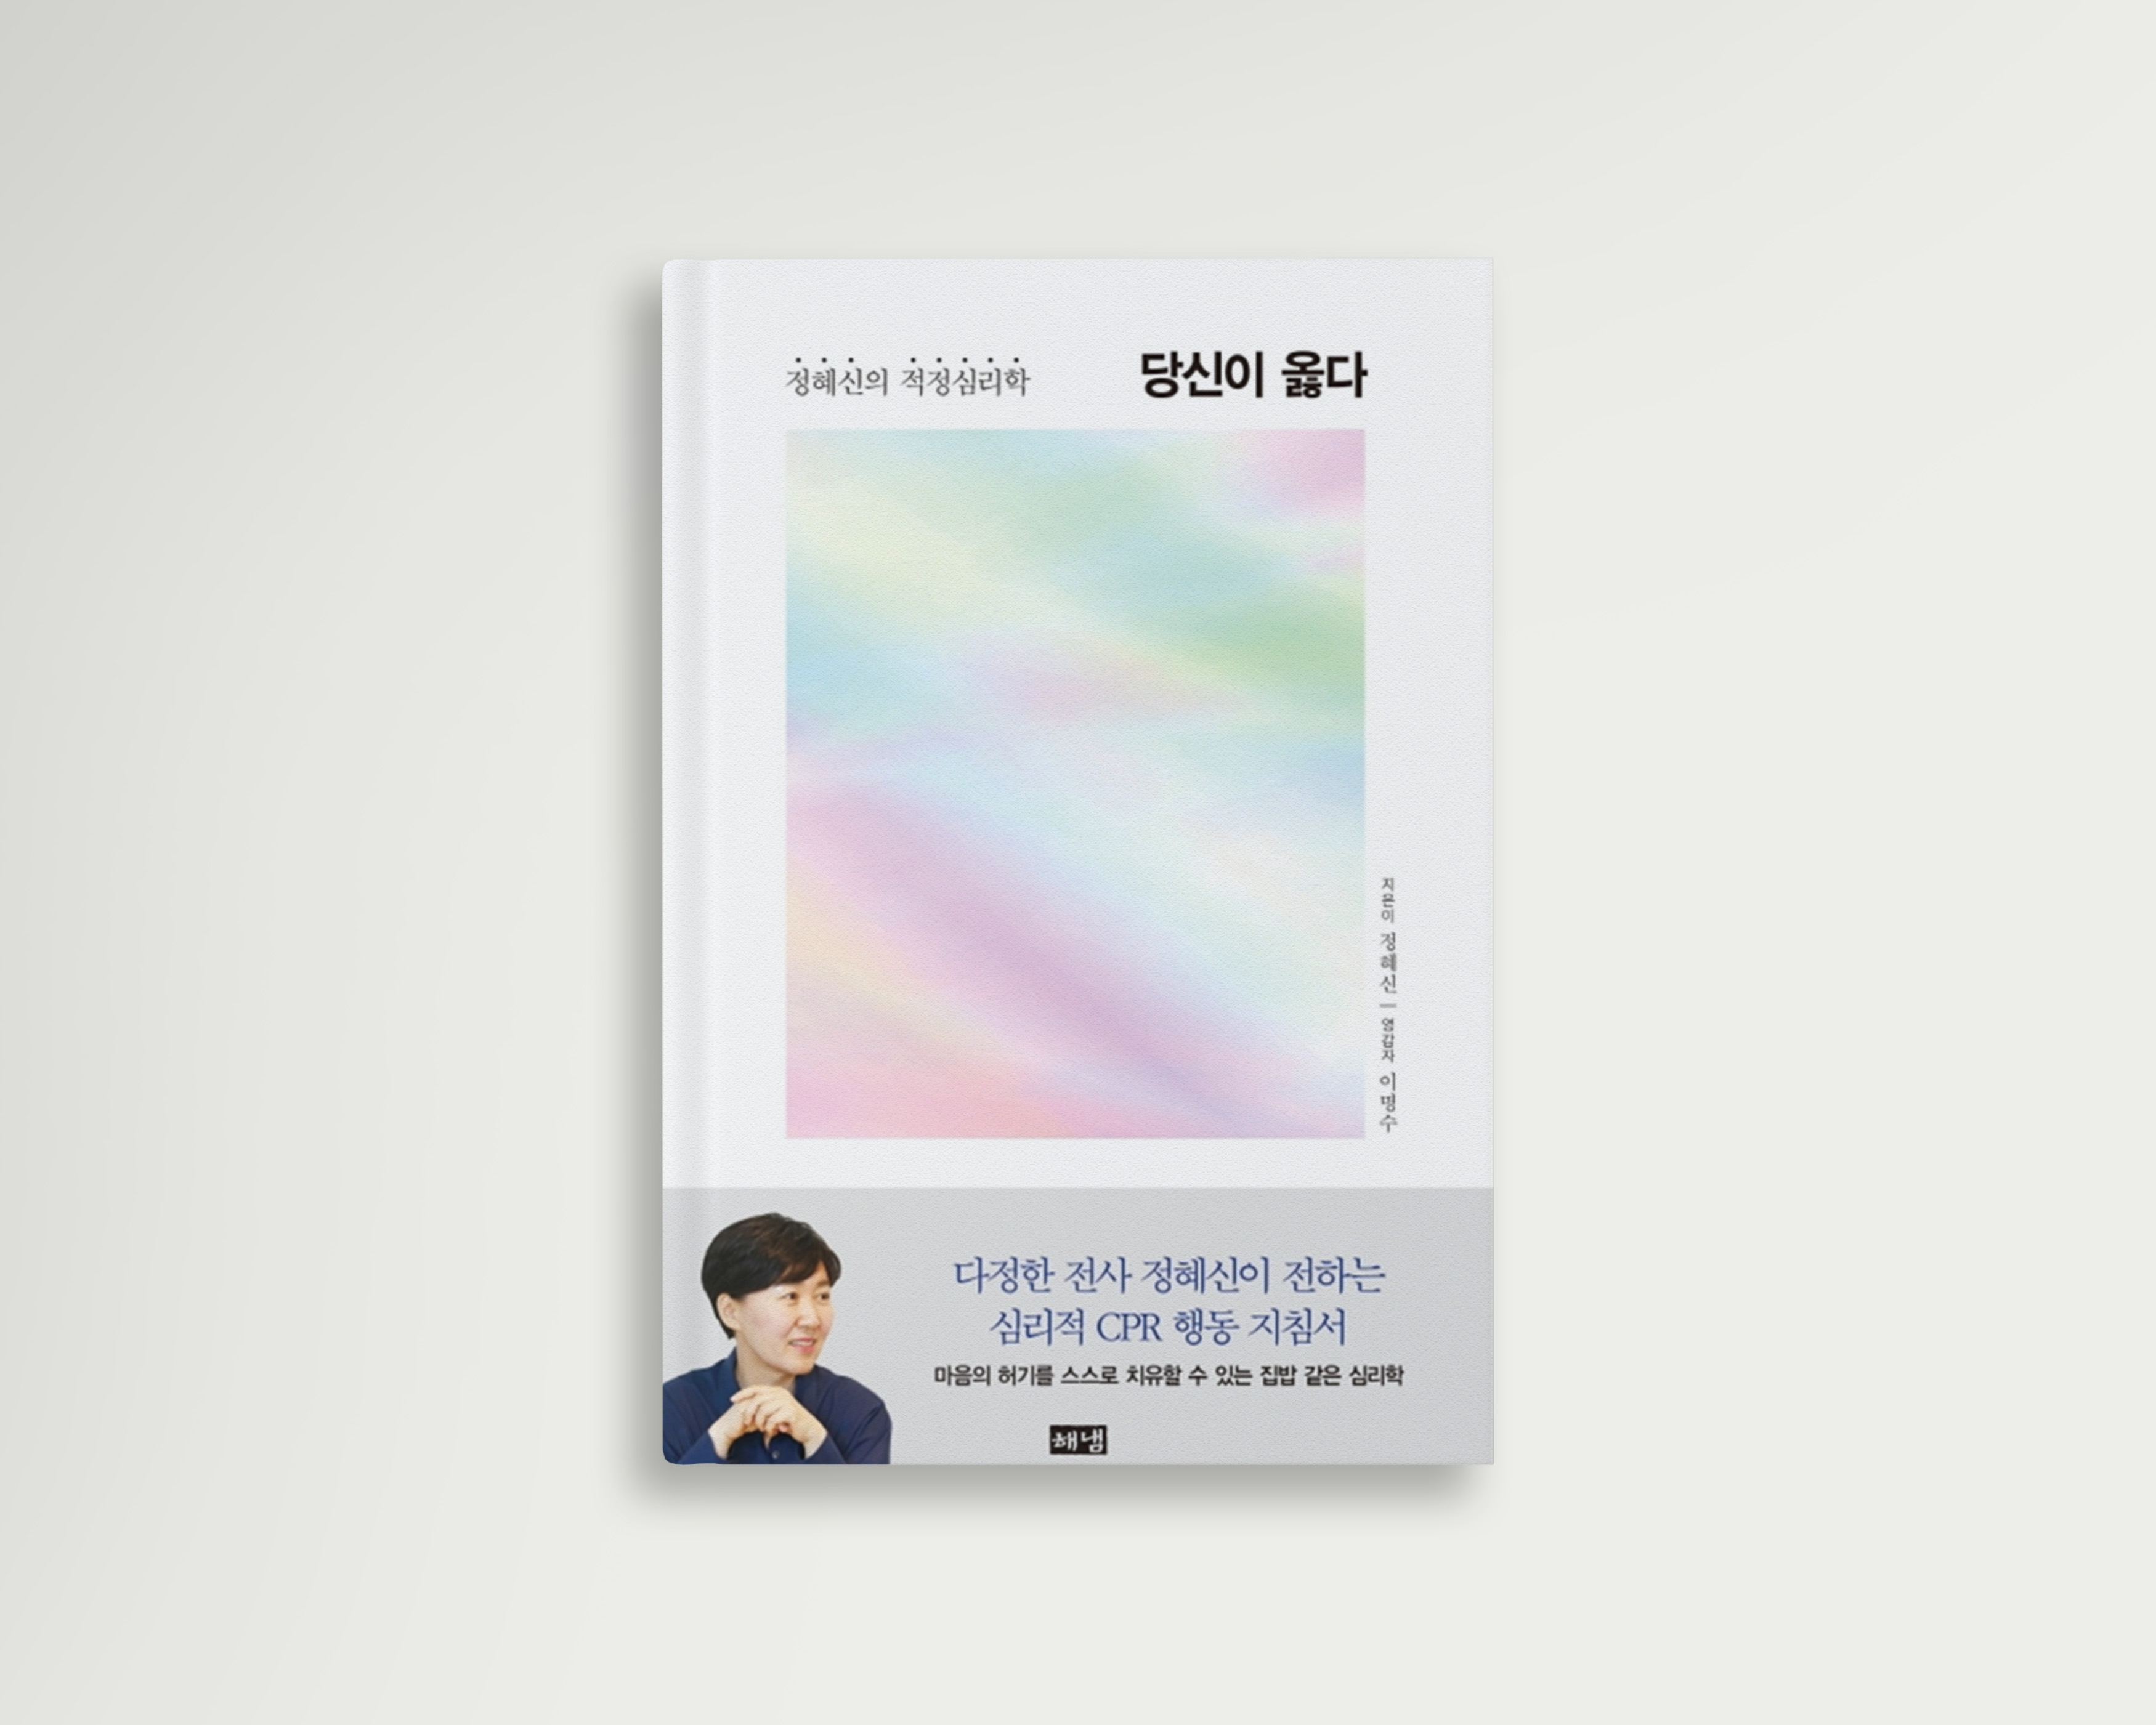 정혜신의 적정심리학
당신이 옳다
지은이 정혜신 | 영감자 이명수
다정한 전사 정혜신이 전하는
심리적 CPR 행동 지침서
마음의 허기를 스스로 치유할 수 있는 집밥 같은 심리학
해냄